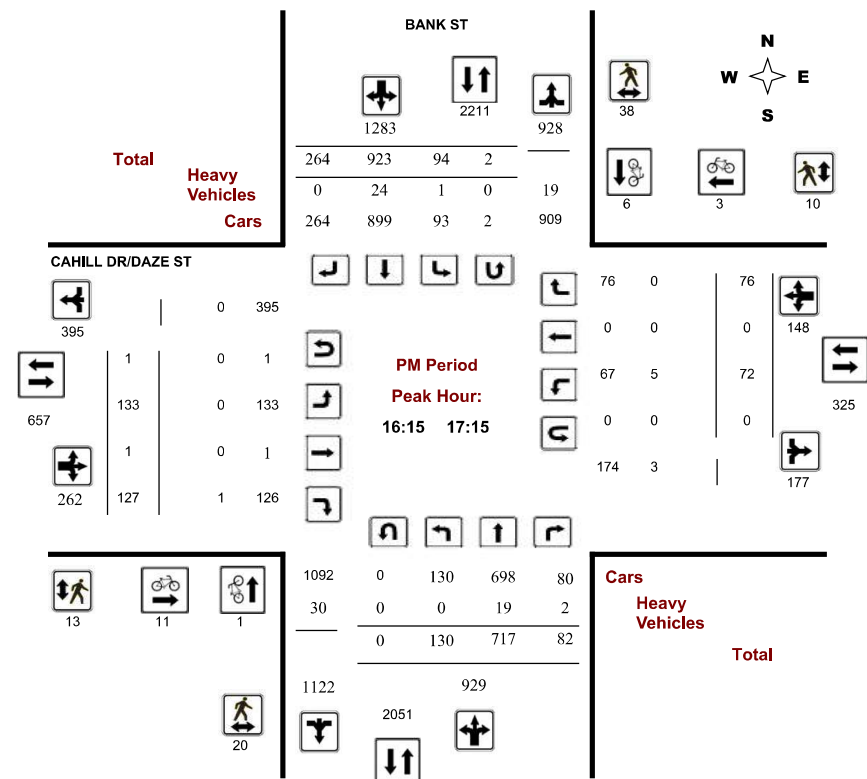 BANK ST
N
W E
S
1283
2211
928
38
Total
264 923 94 2
Heavy
Vehicles
0 24 1 0 19
Cars
264 899 93 2 909
6 3 10
CAHILL DR/DAZE ST
395
0 395
657
1 0 1
133 0 133
1 0 1
262
127 1 126
PM Period
Peak Hour:
16:15 17:15
76 0 76
148
0 0 0
67 5 72
325
0 0 0
174 3
177
13 11 1
20
1092 0 130 698 80
30 0 0 19 2
0 130 717 82
1122
929
2051
Cars
Heavy
Vehicles
Total